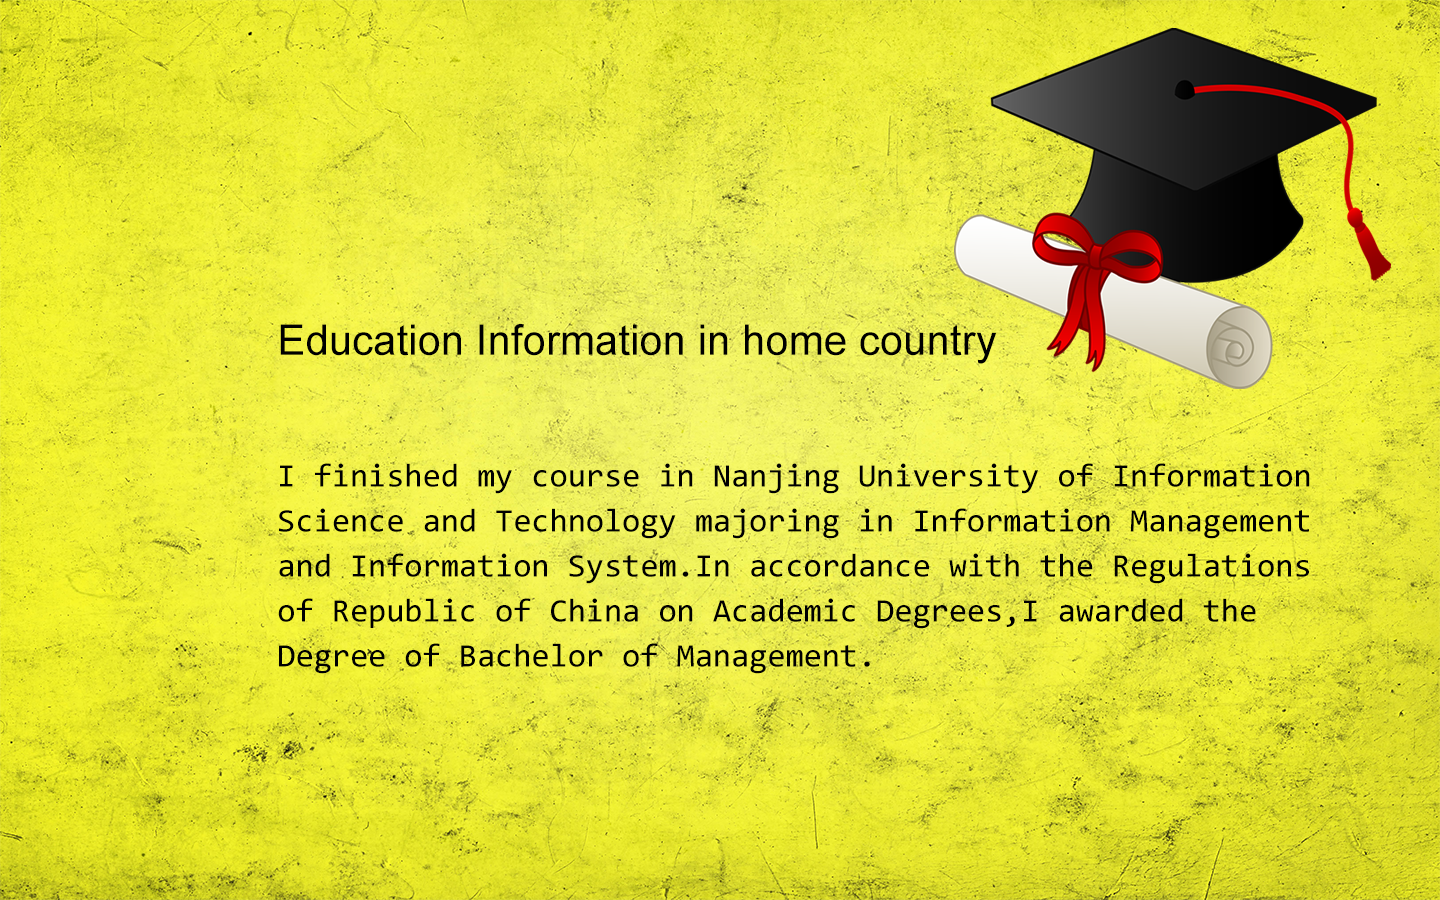 Education Information in home country
I finished my course in Nanjing University of Information
Science and Technology majoring in Information Management
and Information System.In accordance with the Regulations
of Republic of China on Academic Degrees,I awarded the
Degree of Bachelor of Management.